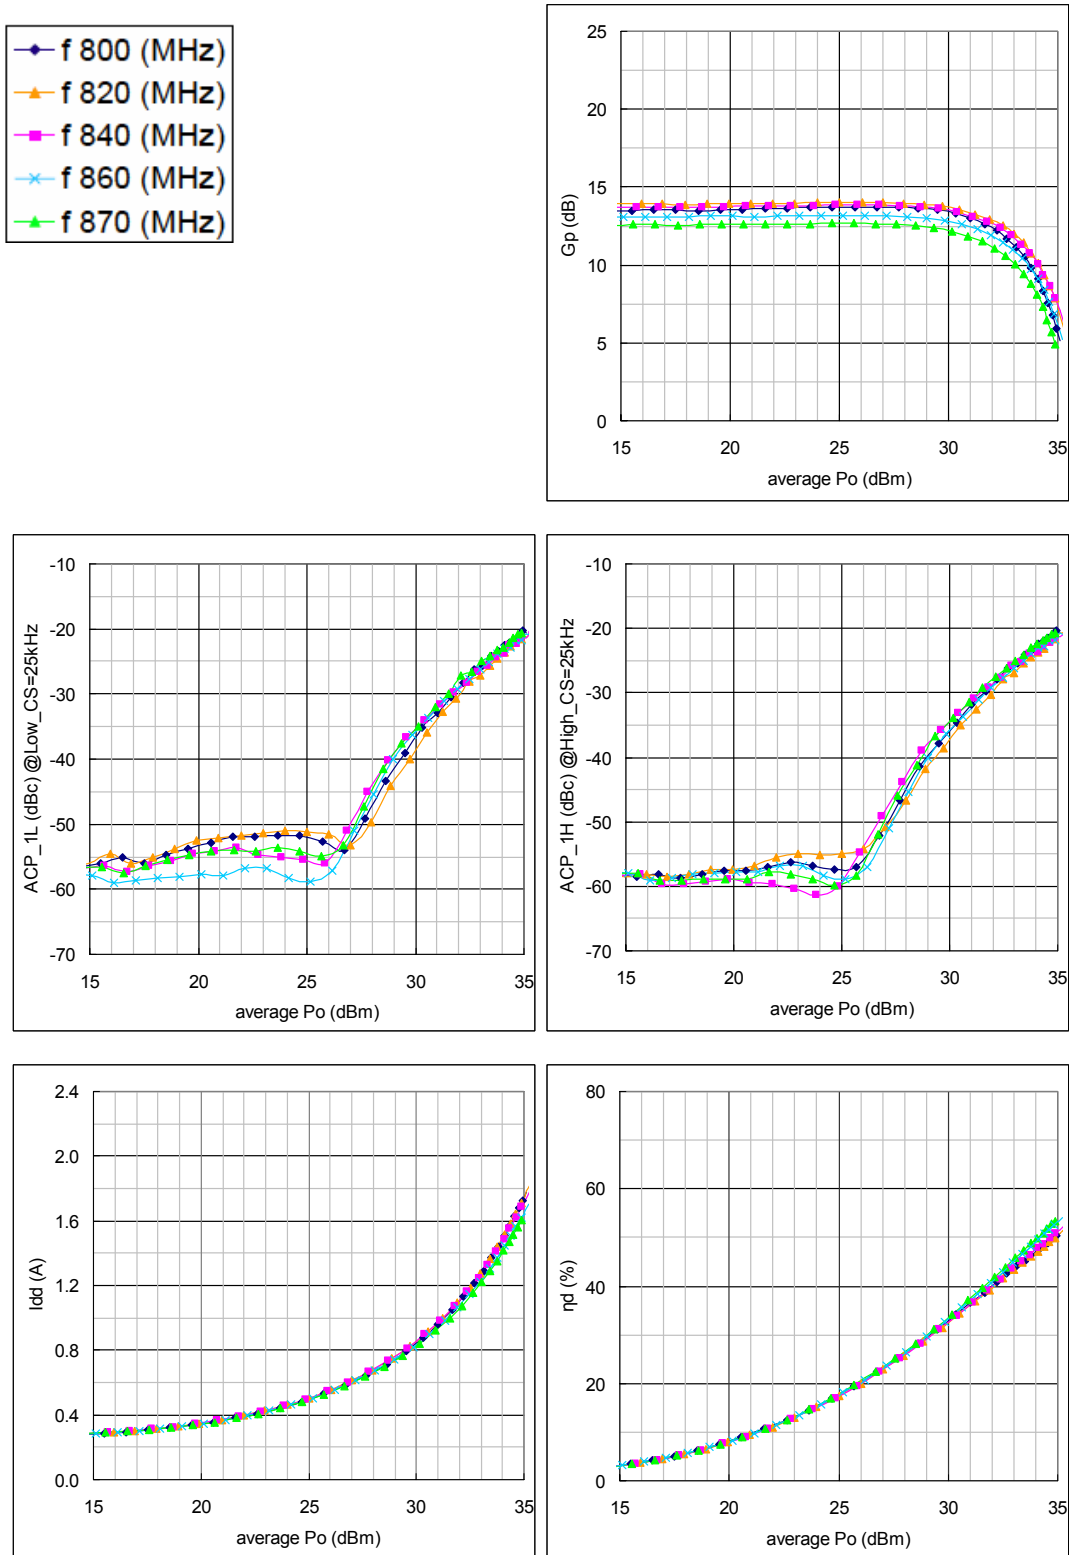 f 800 (MHz)
f 820 (MHz)
f 840 (MHz)
f 860 (MHz)
f 870 (MHz)
25
20
15
10
5
0
Gp (dB)
15 20 25 30 35
average Po (dBm)
-10
-20
-30
-40
-50
-60
-70
ACP_1L (dBc) @Low_CS=25kHz
15 20 25 30 35
average Po (dBm)
-10
-20
-30
-40
-50
-60
-70
ACP_1H (dBc) @High_CS=25kHz
15 20 25 30 35
average Po (dBm)
2.4
2.0
1.6
1.2
0.8
0.4
0.0
Idd (A)
15 20 25 30 35
average Po (dBm)
80
60
40
20
0
ηd (%)
15 20 25 30 35
average Po (dBm)